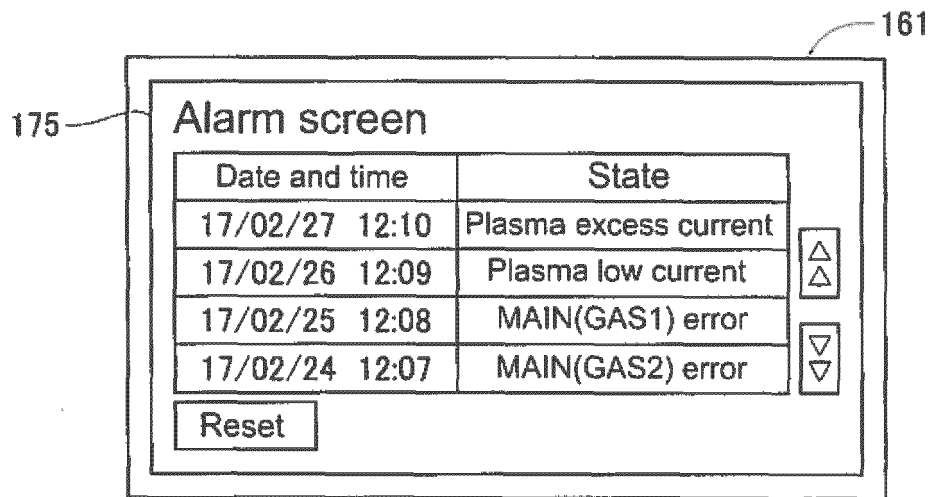 161
175
Alarm screen
Date and time State
17/02/27 12:10 Plasma excess current
17/02/26 12:09 Plasma low current
17/02/25 12:08 MAIN(GAS1) error
17/02/24 12:07 MAIN(GAS2) error
Reset